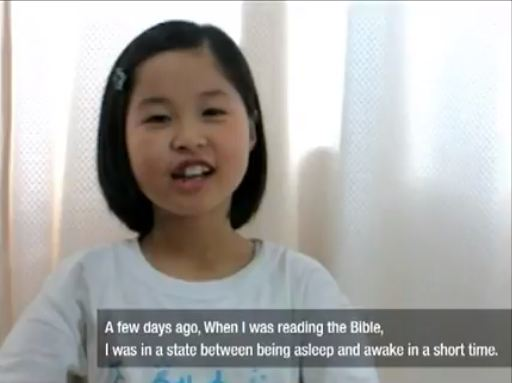 A few days ago, When I was reading the Bible,
I was in a state between being asleep and awake in a short time.